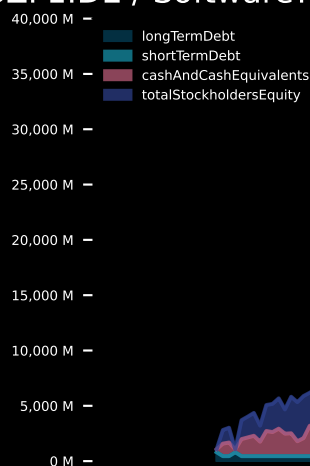 40,000 M
longTermDebt
shortTermDebt
35,000 M
cashAndCashEquivalents
totalStockholdersEquity
30,000 M
25,000 M
20,000 M
15,000 M
10,000 M
5,000 M
0 M